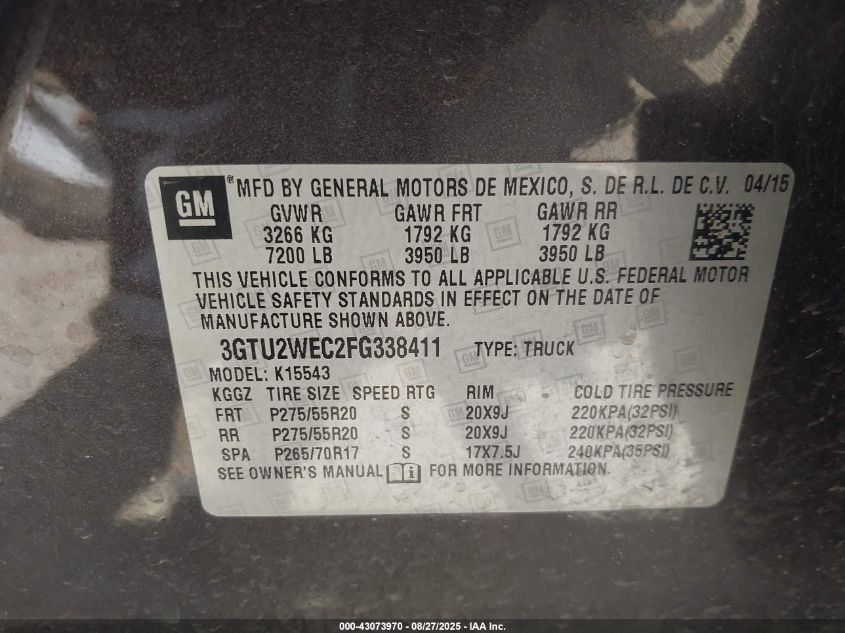 GM® MFD BY GENERAL MOTORS DE MEXICO, S. DE R.L. DE C.V. 04/15
GVWR GAWR FRT GAWR RR
3266 KG 1792 KG 1792 KG
7200 LB 3950 LB 3950 LB
THIS VEHICLE CONFORMS TO ALL APPLICABLE U.S. FEDERAL MOTOR
VEHICLE SAFETY STANDARDS IN EFFECT ON THE DATE OF
MANUFACTURE SHOWN ABOVE.
3GTU2WEC2FG338411 TYPE: TRUCK
MODEL: K15543
KGGZ TIRE SIZE SPEED RTG RIM COLD TIRE PRESSURE
FRT P275/55R20 S 20X9J 220KPA(32PSI)
RR P275/55R20 S 20X9J 220KPA(32PSI)
SPA P265/70R17 S 17X7.5J 240KPA(35PSI)
SEE OWNER'S MANUAL FOR MORE INFORMATION.
000-43073970 - 08/27/2025 - IAA Inc.